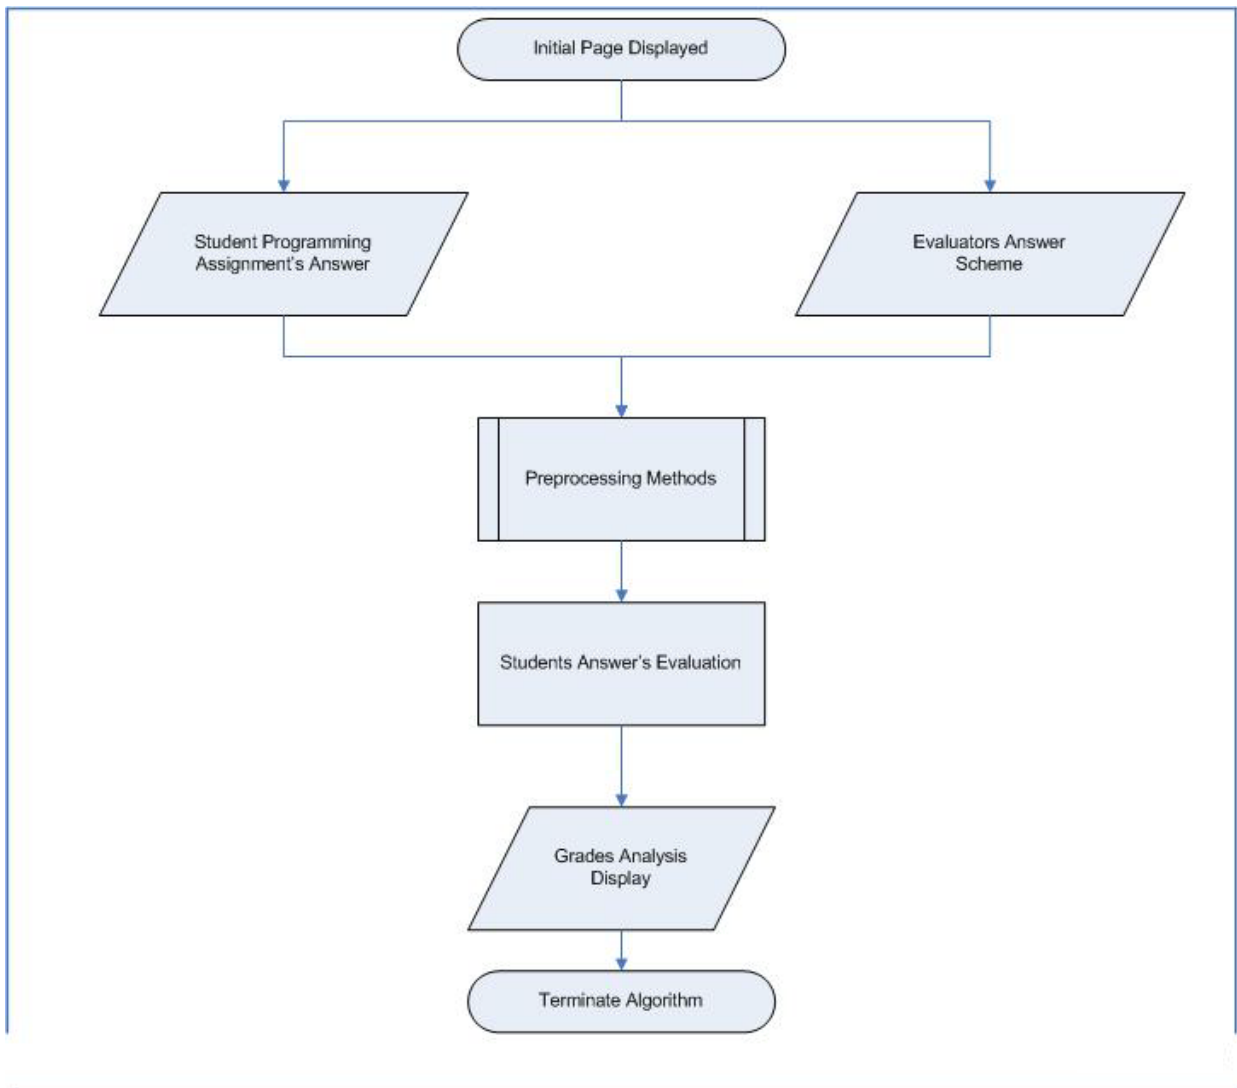 Initial Page Displayed
Student Programming
Assignment's Answer
Evaluators Answer
Scheme
Preprocessing Methods
Students Answer's Evaluation
Grades Analysis
Display
Terminate Algorithm